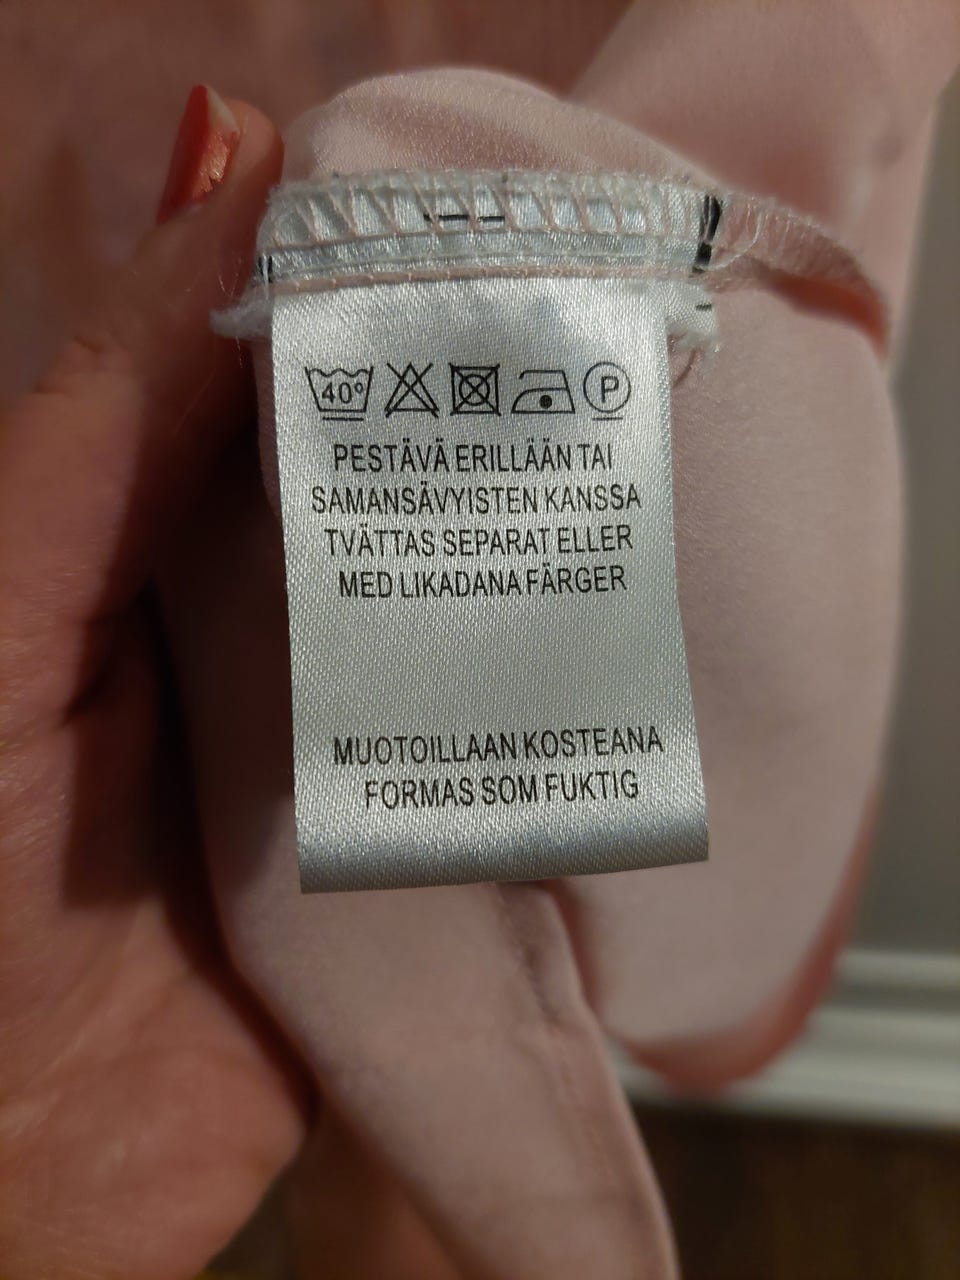 40°
P
PESTÄVÄ ERILLÄÄN TAI
SAMANSÄVYISTEN KANSSA
TVÄTTAS SEPARAT ELLER
MED LIKADANA FÄRGER
MUOTOILLAAN KOSTEANA
FORMAS SOM FUKTIG